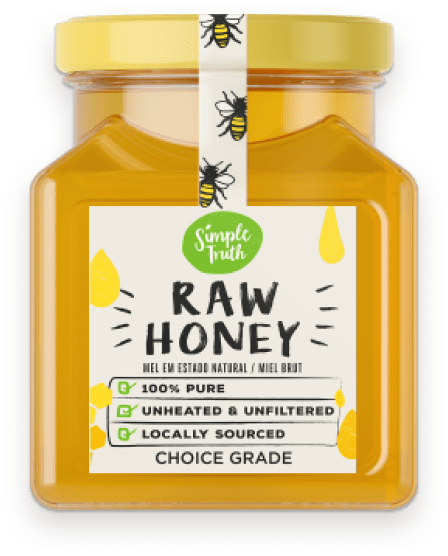 Simple
Truth
RAW
HONEY
MEL EM ESTADO NATURAL / MIEL BRUT
100% PURE
UNHEATED & UNFILTERED
LOCALLY SOURCED
CHOICE GRADE